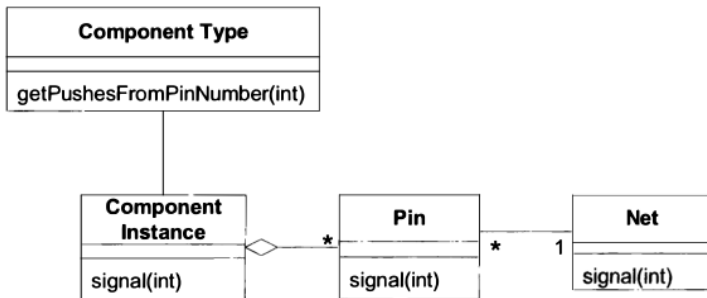 Component Type
getPushesFromPinNumber(int)
Component
Instance
signal(int)
*
Pin
signal(int)
*
1
Net
signal(int)